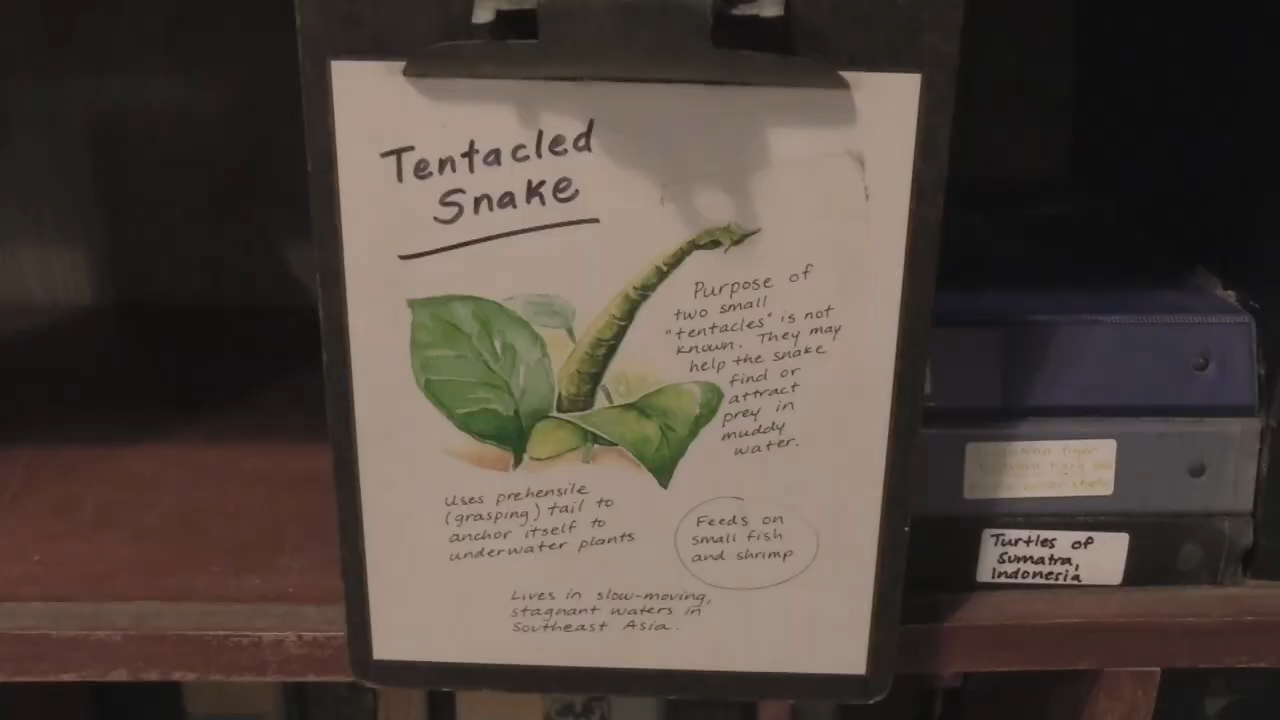 Tentacled
Snake
Purpose of
two small
"tentacles" is not
known. They may
help the snake
find or
attract
prey in
muddy
water.
Uses prehensile
(grasping) tail to
anchor itself to
underwater plants
Feeds on
small fish
and shrimp
Lives in slow-moving,
stagnant waters in
Southeast Asia.
Turtles of
Sumatra,
Indonesia